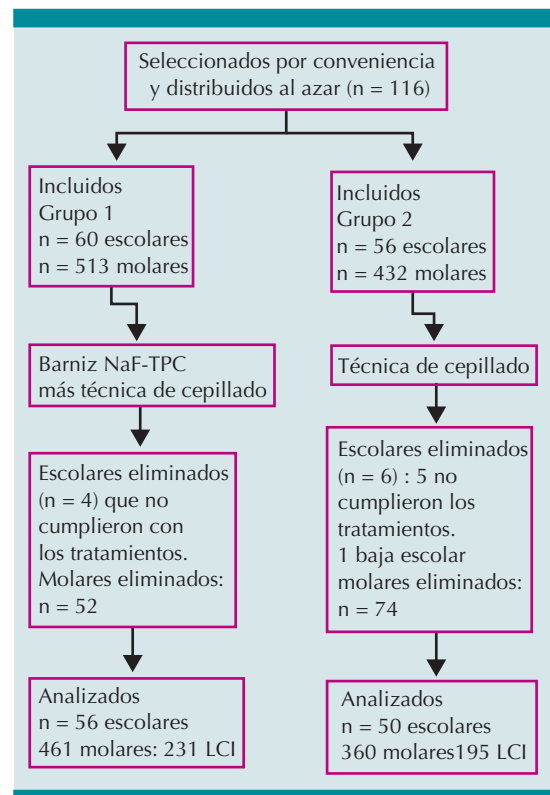 Seleccionados por conveniencia
y distribuidos al azar (n = 116)
Incluidos
Grupo 1
n = 60 escolares
n = 513 molares
Incluidos
Grupo 2
n = 56 escolares
n = 432 molares
Barniz NaF-TPC
más técnica de cepillado
Técnica de cepillado
Escolares eliminados
(n = 4) que no
cumplieron con
los tratamientos.
Molares eliminados:
n = 52
Escolares eliminados
(n = 6) : 5 no
cumplieron los
tratamientos.
1 baja escolar
molares eliminados:
n = 74
Analizados
n = 56 escolares
461 molares: 231 LCI
Analizados
n = 50 escolares
360 molares195 LCI